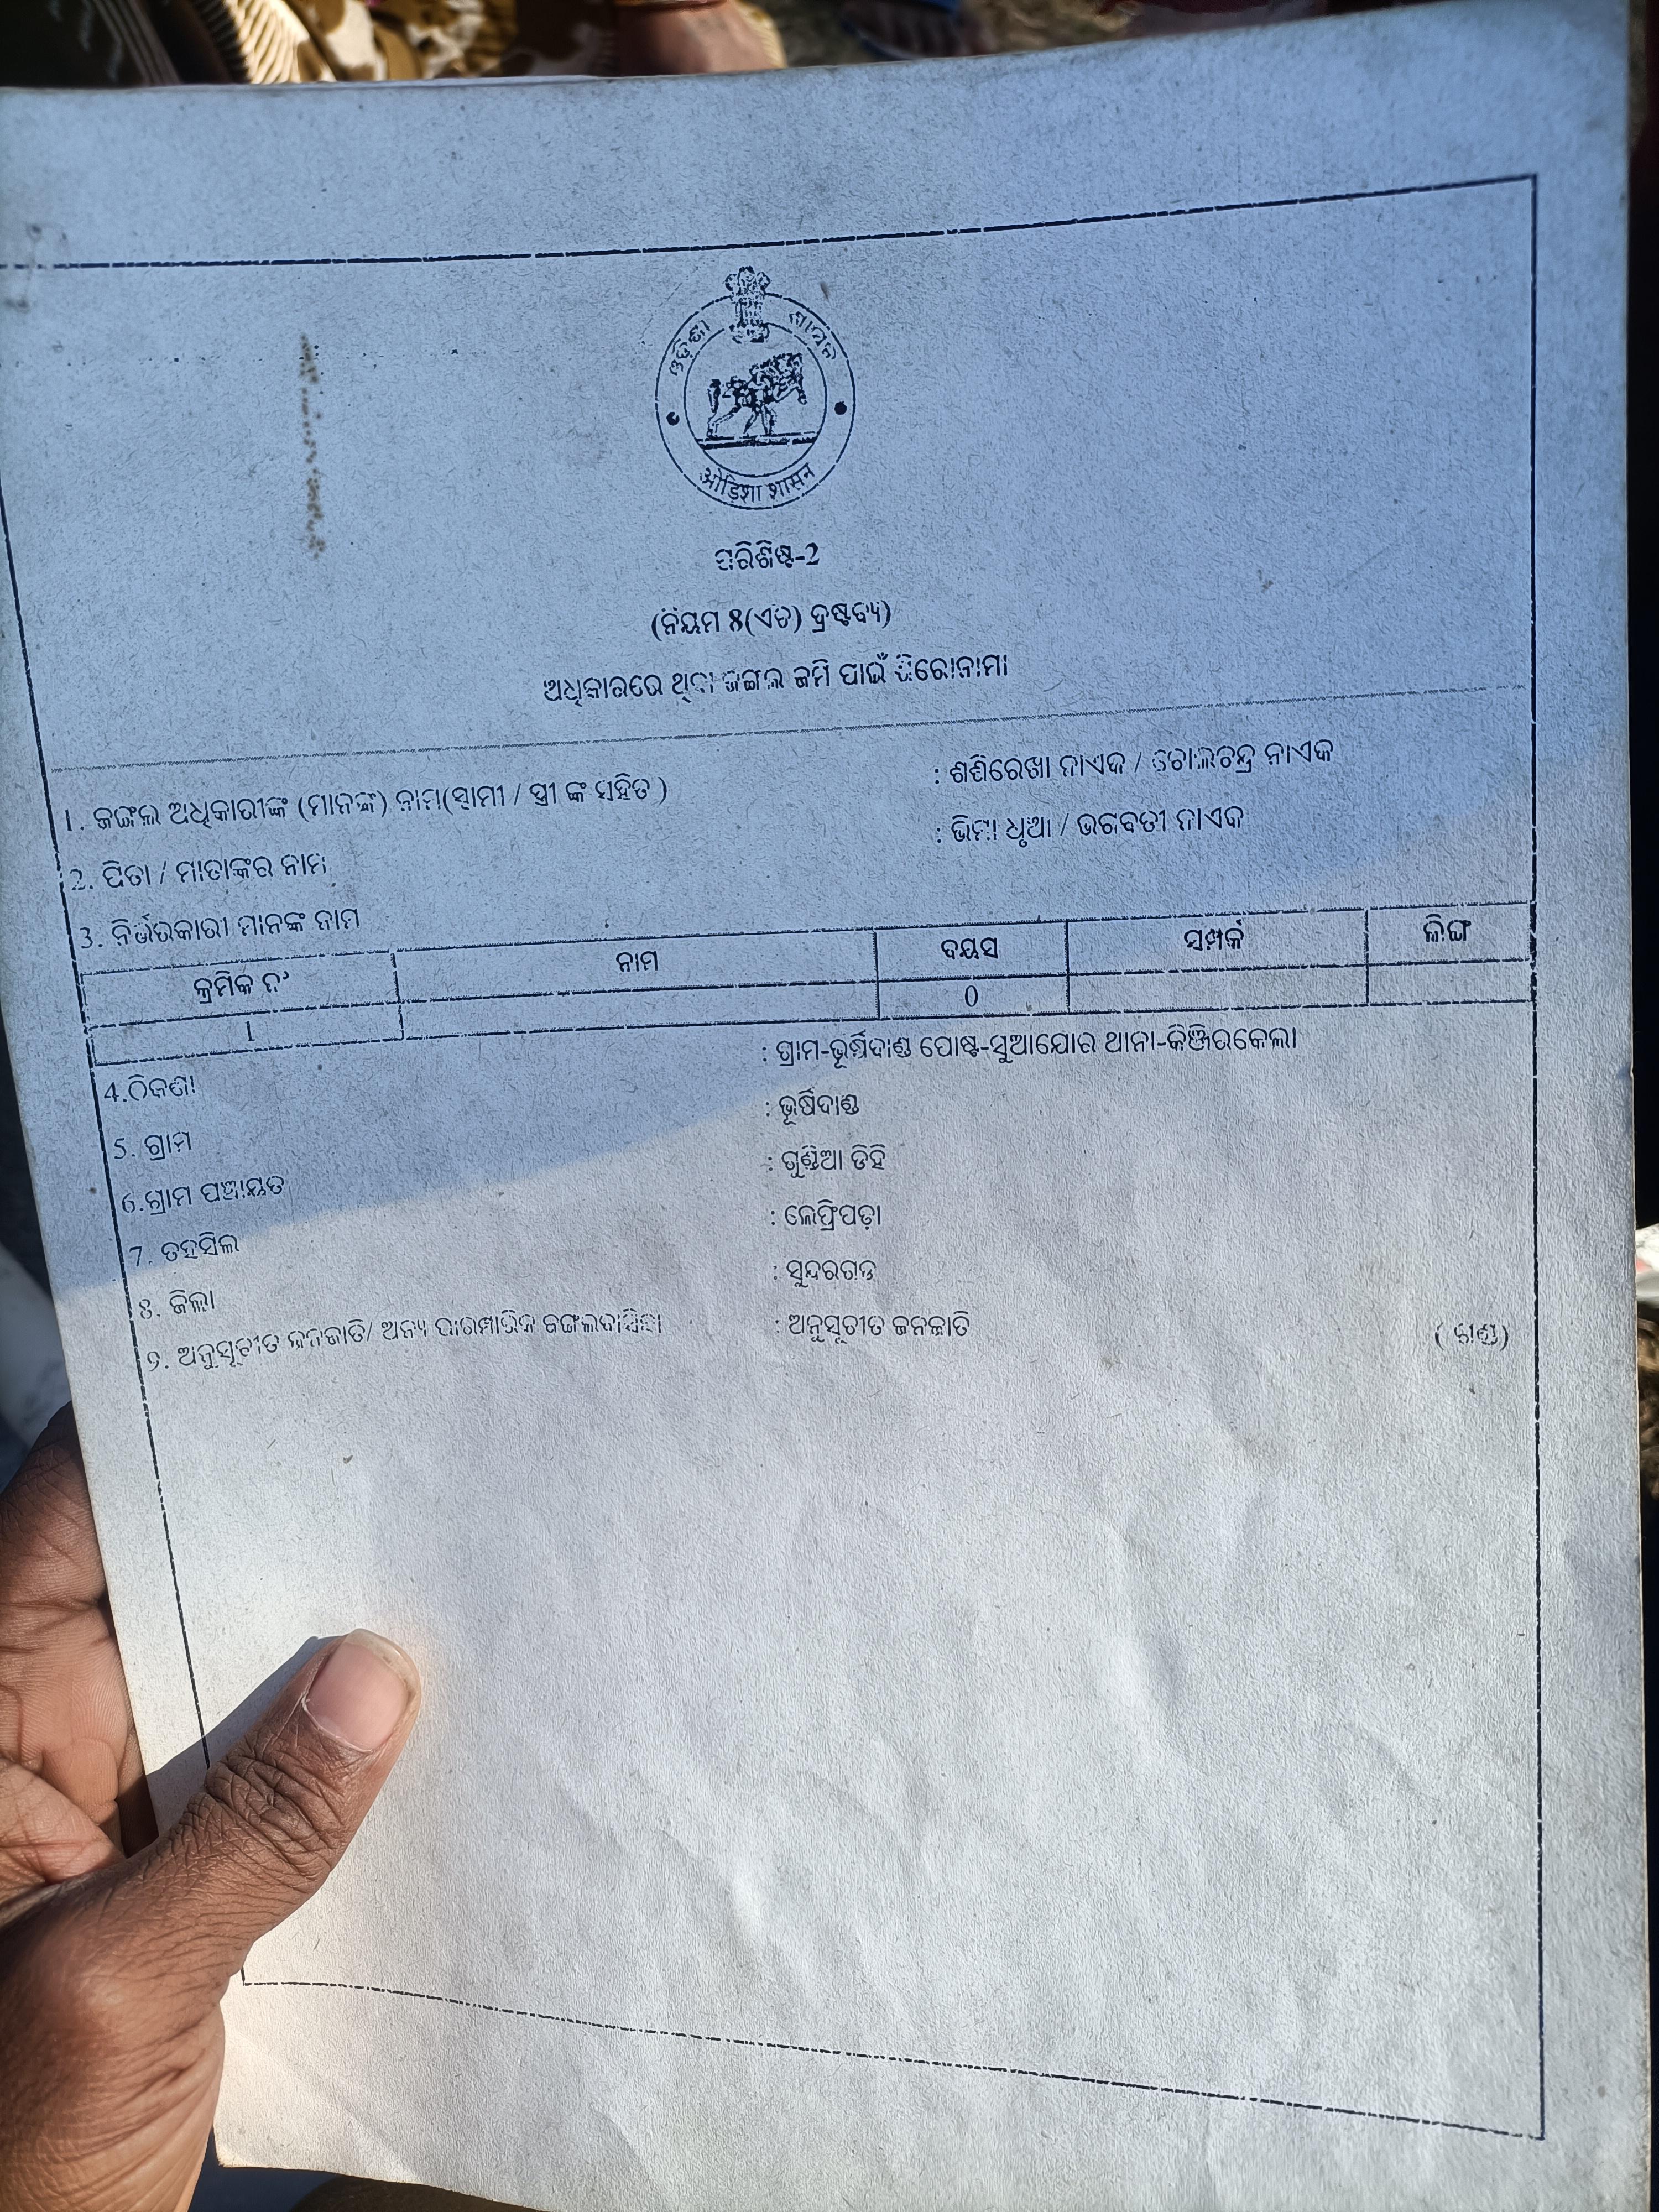 ଓଡ଼ିଶା ଶାସନ
ओडिशा शासन
ପରିଶିଷ୍ଟ-2
(ନିୟମ 8(ଏଚ) ଦ୍ରଷ୍ଟବ୍ୟ)
ଅଧିକାରରେ ଥିବା ଜଙ୍ଗଲ ଜମି ପାଇଁ ଶିରୋନାମା
1. ଜଙ୍ଗଲ ଅଧିକାରୀଙ୍କ (ମାନଙ୍କ) ନାମ(ସ୍ୱାମୀ / ସ୍ତ୍ରୀ ଙ୍କ ସହିତ ) : ଶଶିରେଖା ନାଏକ / ନାଏକ
2. ପିତା / ମାତାଙ୍କର ନାମ : ଭିମା ଧୃଆ / ଭଗବତୀ ନାଏକ
3. ନିର୍ଭରକାରୀ ମାନଙ୍କ ନାମ
କ୍ରମିକ ନଂ ନାମ ବୟସ ସମ୍ପର୍କ ଲିଙ୍ଗ
1 0
4.ଠିକଣା : ଗ୍ରାମ-ଭୂର୍ଷିଦାଣ୍ଡ ପୋଷ୍ଟ-ସୁଆଯୋର ଥାନା-କିଞ୍ଜିରକେଲା
5. ଗ୍ରାମ : ଭୂର୍ଷିଦାଣ୍ଡ
6.ଗ୍ରାମ ପଞ୍ଚାୟତ : ଗୁଣ୍ଡିଆ ଡିହି
7. ତହସିଲ : ଲେଫ୍ରିପଡ଼ା
8. ଜିଲା : ସୁନ୍ଦରଗଡ
9. ଅନୁସୂଚୀତ ଜନଜାତି/ ଅନ୍ୟ ପାରମ୍ପାରିକ ଜଙ୍ଗଲବାସିନ୍ଦା : ଅନୁସୂଚୀତ ଜନଜାତି